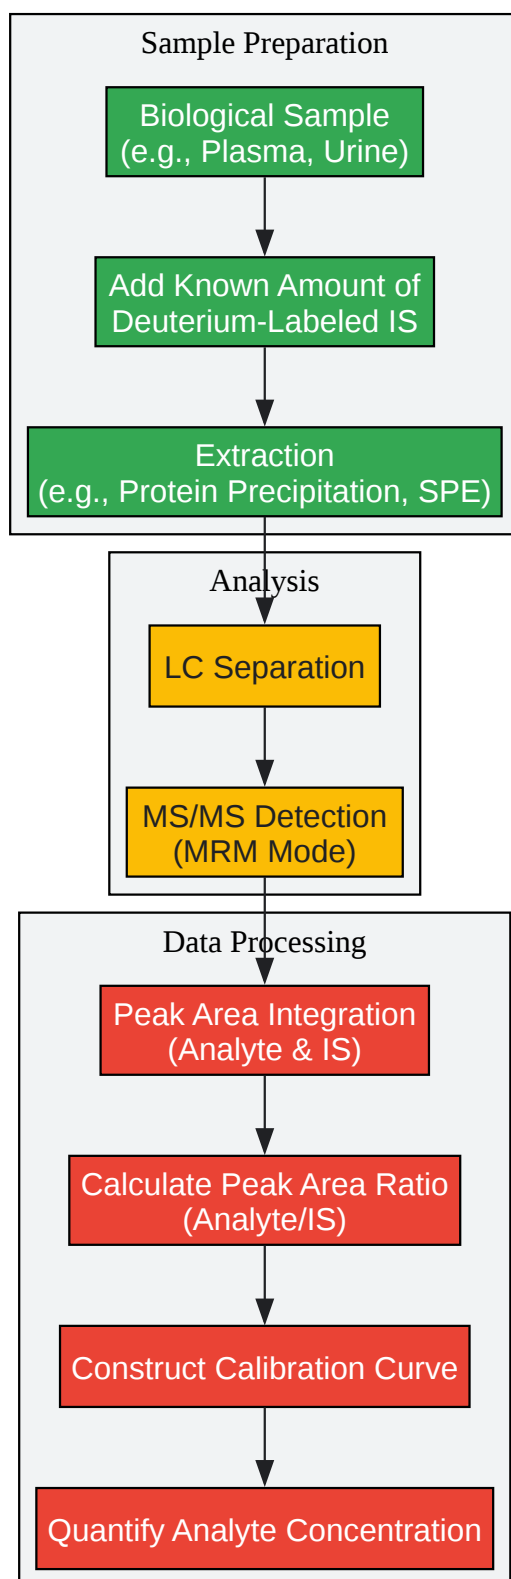 Sample Preparation
Biological Sample
(e.g., Plasma, Urine)
Add Known Amount of
Deuterium-Labeled IS
Extraction
(e.g., Protein Precipitation, SPE)
Analysis
LC Separation
MS/MS Detection
(MRM Mode)
Data Processing
Peak Area Integration
(Analyte & IS)
Calculate Peak Area Ratio
(Analyte/IS)
Construct Calibration Curve
Quantify Analyte Concentration